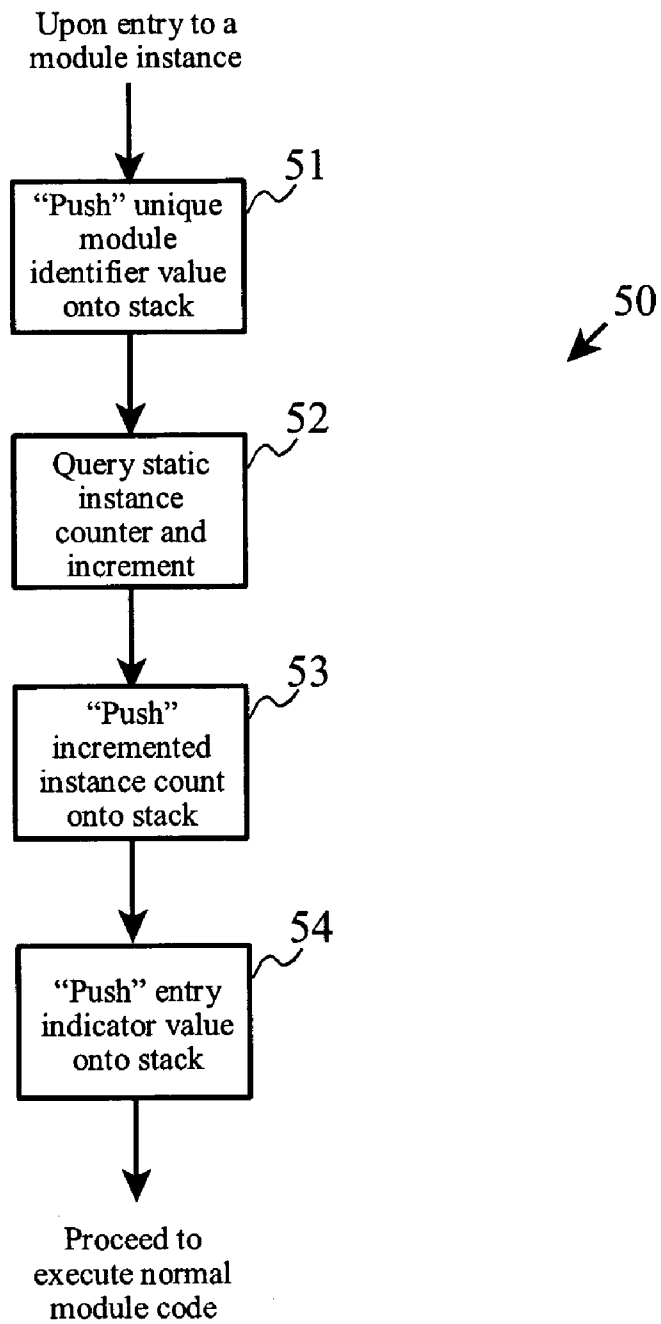 Upon entry to a
module instance
51
“Push” unique
module
identifier value
onto stack
50
52
Query static
instance
counter and
increment
53
“Push”
incremented
instance count
onto stack
54
“Push” entry
indicator value
onto stack
Proceed to
execute normal
module code